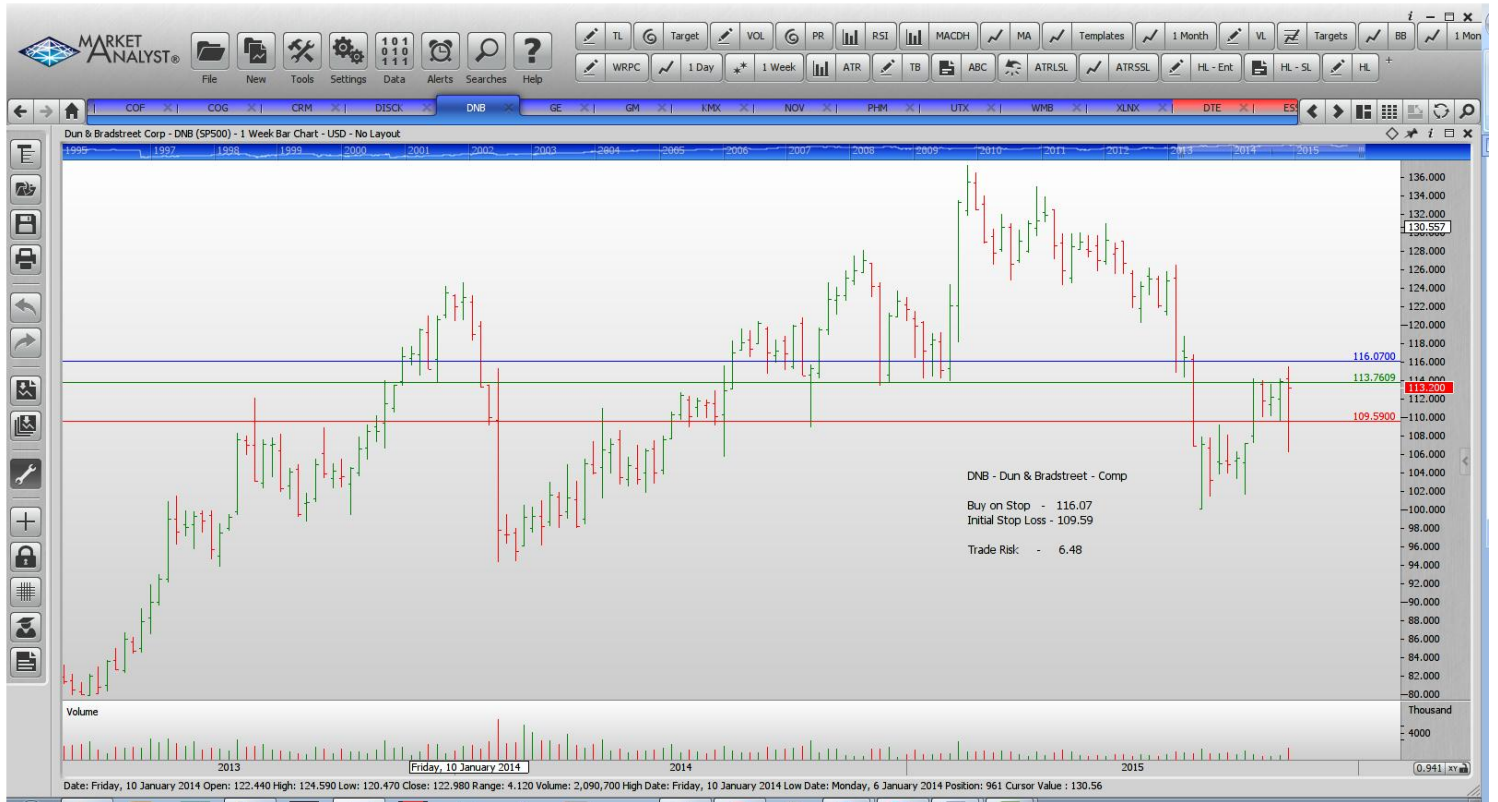 i
MARKET
ANALYST®
TL Target VOL PR RSI MACDH MA Templates 1 Month VL Targets BB 1 Mon
WRPC 1 Day 1 Week ATR TB ABC ATRLSL ATRSSL HL - Ent HL - SL HL +
101
010
111
File New Tools Settings Data Alerts Searches Help
COF COG CRM DISCK DNB GE GM KMX NOV PHM UTX WMB XLNX DTE ES
Dun & Bradstreet Corp - DNB (SP500) - 1 Week Bar Chart - USD - No Layout
1995 1997 1998 1999 2000 2001 2002 2003 2004 2005 2006 2007 2008 2009 2010 2011 2012 2013 2014 2015
136.000
134.000
132.000
130.557
128.000
126.000
124.000
122.000
120.000
118.000
116.0700
116.000
113.7609
114.000
113.200
112.000
109.5900
110.000
108.000
106.000
104.000
102.000
100.000
98.000
96.000
94.000
92.000
90.000
88.000
86.000
84.000
82.000
80.000
DNB - Dun & Bradstreet - Comp
Buy on Stop - 116.07
Initial Stop Loss - 109.59
Trade Risk - 6.48
Volume
Thousand
4000
2013 Friday, 10 January 2014 2014 2015
0.941 XY
Date: Friday, 10 January 2014 Open: 122.440 High: 124.590 Low: 120.470 Close: 122.980 Range: 4.120 Volume: 2,090,700 High Date: Friday, 10 January 2014 Low Date: Monday, 6 January 2014 Position: 961 Cursor Value : 130.56